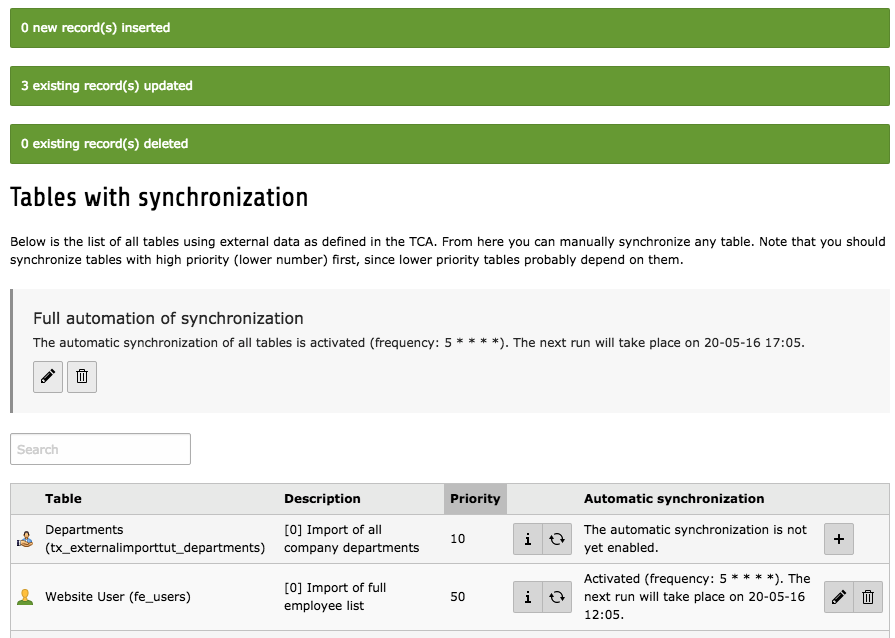 0 new record(s) inserted
3 existing record(s) updated
0 existing record(s) deleted
Tables with synchronization
Below is the list of all tables using external data as defined in the TCA. From here you can manually synchronize any table. Note that you should
synchronize tables with high priority (lower number) first, since lower priority tables probably depend on them.
Full automation of synchronization
The automatic synchronization of all tables is activated (frequency: 5 * * * *). The next run will take place on 20-05-16 17:05.
Search
Table Description Priority Automatic synchronization
Departments
(tx_externalimporttut_departments)
[0] Import of all
company departments
10
The automatic synchronization is not
yet enabled.
Website User (fe_users)
[0] Import of full
employee list
50
Activated (frequency: 5 * * * *). The
next run will take place on 20-05-16
12:05.